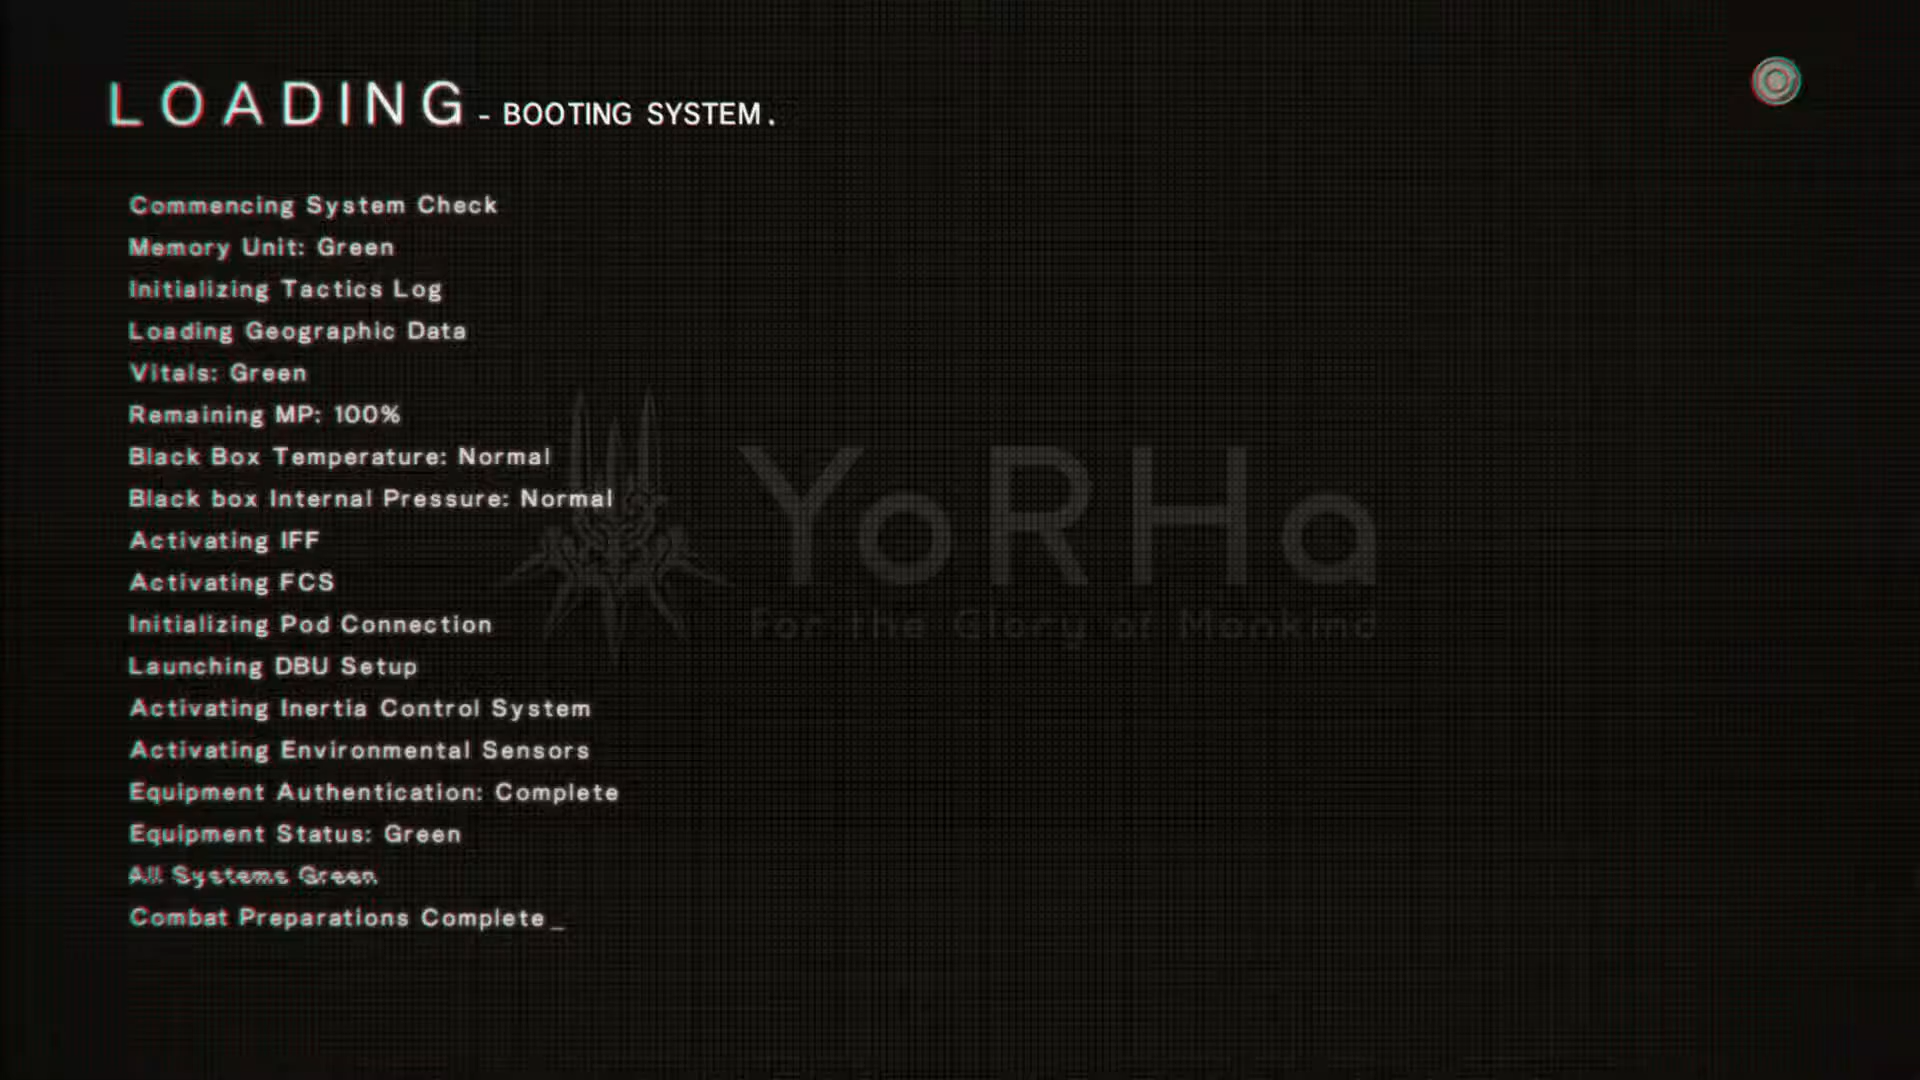 LOADING - BOOTING SYSTEM.
Commencing System Check
Memory Unit: Green
Initializing Tactics Log
Loading Geographic Data
Vitals: Green
Remaining MP: 100%
Black Box Temperature: Normal
Black box Internal Pressure: Normal
Activating IFF
Activating FCS
Initializing Pod Connection
Launching DBU Setup
Activating Inertia Control System
Activating Environmental Sensors
Equipment Authentication: Complete
Equipment Status: Green
All Systems Green
Combat Preparations Complete_
YoRHa
For the Glory of Mankind